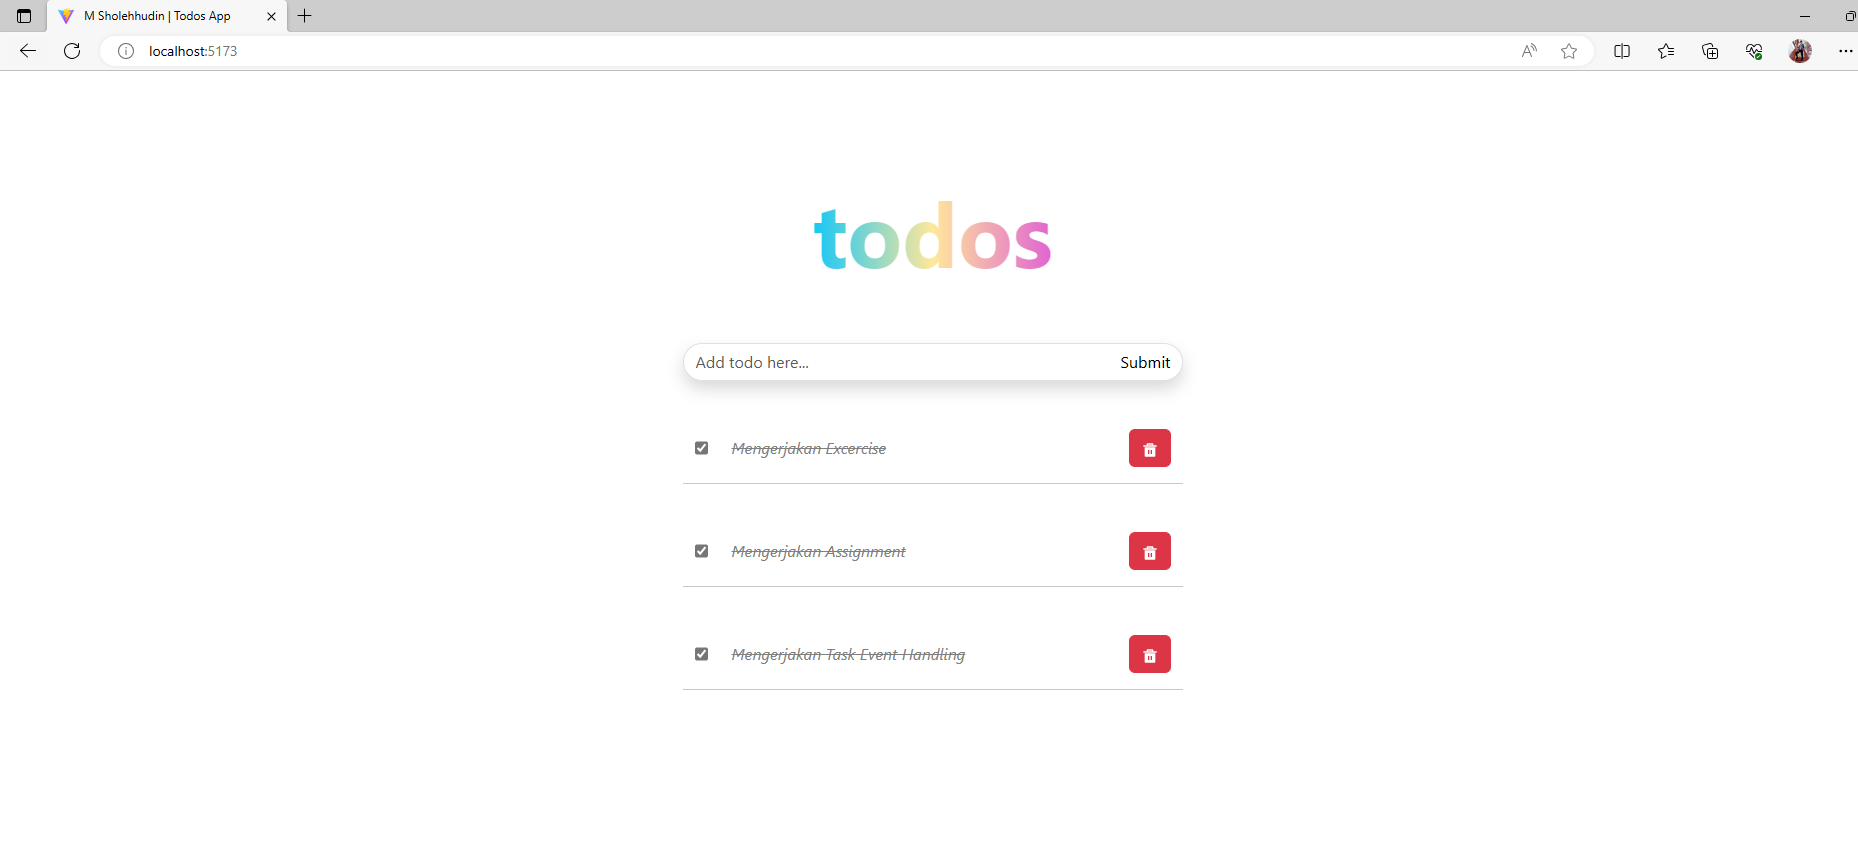 M Sholehhudin | Todos App
localhost:5173
todos
Add todo here...
Submit
Mengerjakan Excercise
Mengerjakan Assignment
Mengerjakan Task Event Handling